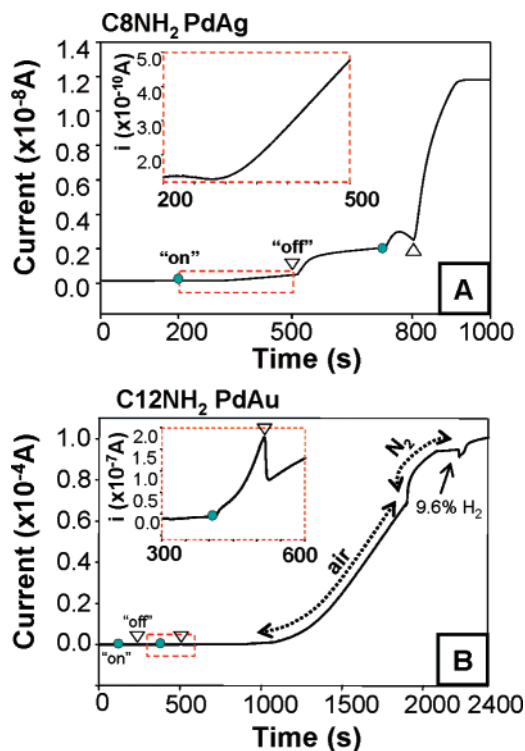 C8NH₂ PdAg
Current (x10⁻⁸A)
1.4
1.2
1.0
0.8
0.6
0.4
0.2
0.0
i (x10⁻¹⁰A)
5.0
4.0
3.0
2.0
200 500
"on"
"off"
A
0 200 500 800 1000
Time (s)
C12NH₂ PdAu
Current (x10⁻⁴A)
1.0
0.8
0.6
0.4
0.2
0.0
i (x10⁻⁷A)
2.0
1.5
1.0
0.5
0.0
300 600
N₂
9.6% H₂
air
"off"
"on"
B
0 500 1000 1500 2000 2400
Time (s)